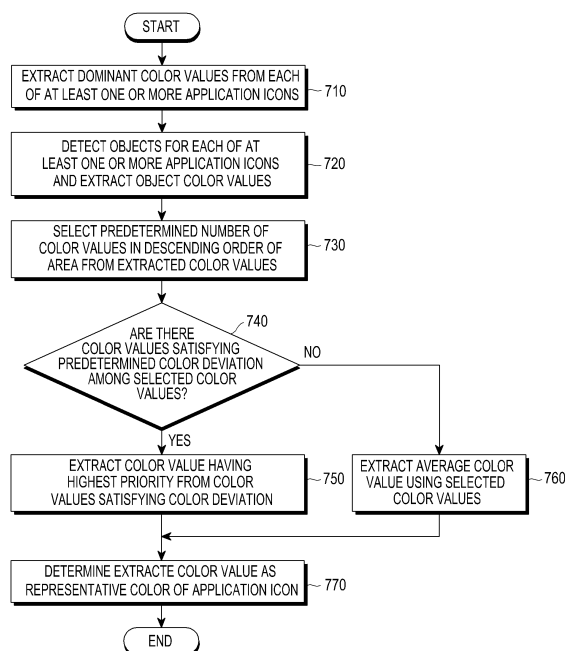 START
EXTRACT DOMINANT COLOR VALUES FROM EACH
OF AT LEAST ONE OR MORE APPLICATION ICONS
710
DETECT OBJECTS FOR EACH OF AT
LEAST ONE OR MORE APPLICATION ICONS
AND EXTRACT OBJECT COLOR VALUES
720
SELECT PREDETERMINED NUMBER OF
COLOR VALUES IN DESCENDING ORDER OF
AREA FROM EXTRACTED COLOR VALUES
730
740
ARE THERE
COLOR VALUES SATISFYING
PREDETERMINED COLOR DEVIATION
AMONG SELECTED COLOR
VALUES?
NO
YES
EXTRACT COLOR VALUE HAVING
HIGHEST PRIORITY FROM COLOR
VALUES SATISFYING COLOR DEVIATION
750
EXTRACT AVERAGE COLOR
VALUE USING SELECTED
COLOR VALUES
760
DETERMINE EXTRACTE COLOR VALUE AS
REPRESENTATIVE COLOR OF APPLICATION ICON
770
END